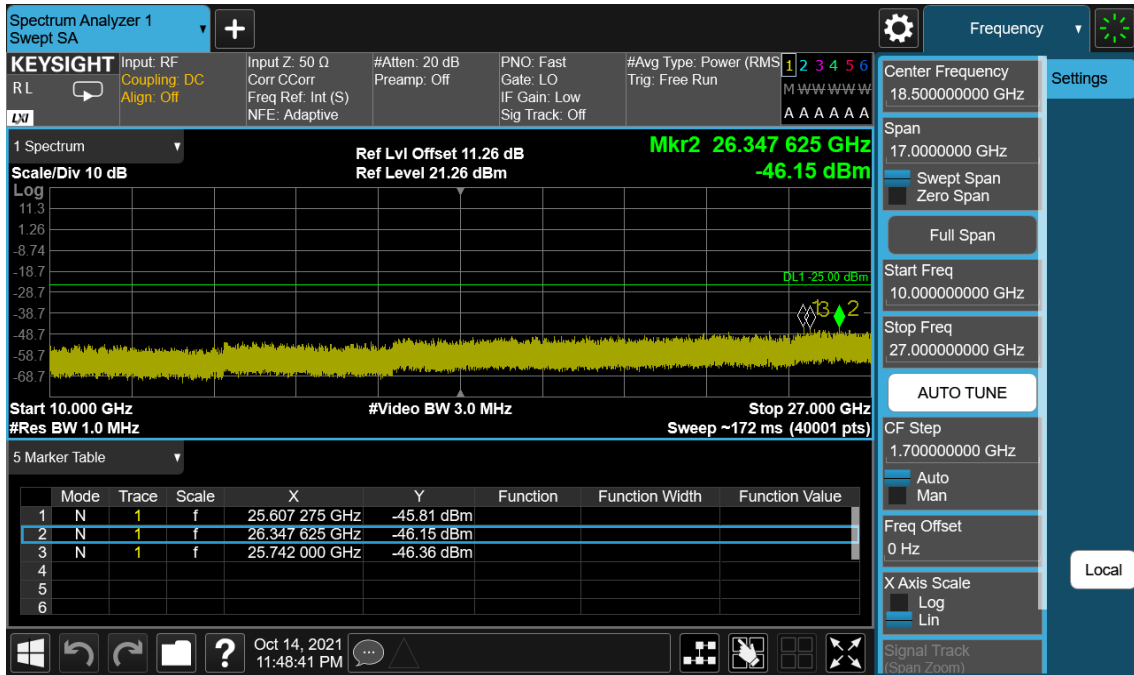 Spectrum Analyzer 1
Swept SA
Frequency
KEYSIGHT
RL
LXI
Input: RF
Coupling: DC
Align: Off
Input Z: 50 Ω
Corr CCorr
Freq Ref: Int (S)
NFE: Adaptive
#Atten: 20 dB
Preamp: Off
PNO: Fast
Gate: LO
IF Gain: Low
Sig Track: Off
#Avg Type: Power (RMS
Trig: Free Run
1 2 3 4 5 6
M W W W W W
A A A A A A
1 Spectrum
Scale/Div 10 dB
Ref Lvl Offset 11.26 dB
Ref Level 21.26 dBm
Mkr2 26.347 625 GHz
-46.15 dBm
Log
11.3
1.26
-8.74
-18.7
-28.7
-38.7
-48.7
-58.7
-68.7
DL1 -25.00 dBm
1 3 2
Start 10.000 GHz
#Video BW 3.0 MHz
Stop 27.000 GHz
#Res BW 1.0 MHz
Sweep ~172 ms (40001 pts)
5 Marker Table
Mode Trace Scale X Y Function Function Width Function Value
1 N 1 f 25.607 275 GHz -45.81 dBm
2 N 1 f 26.347 625 GHz -46.15 dBm
3 N 1 f 25.742 000 GHz -46.36 dBm
4
5
6
Oct 14, 2021
11:48:41 PM
Settings
Center Frequency
18.500000000 GHz
Span
17.0000000 GHz
Swept Span
Zero Span
Full Span
Start Freq
10.000000000 GHz
Stop Freq
27.000000000 GHz
AUTO TUNE
CF Step
1.700000000 GHz
Auto
Man
Freq Offset
0 Hz
X Axis Scale
Log
Lin
Signal Track
(Span Zoom)
Local